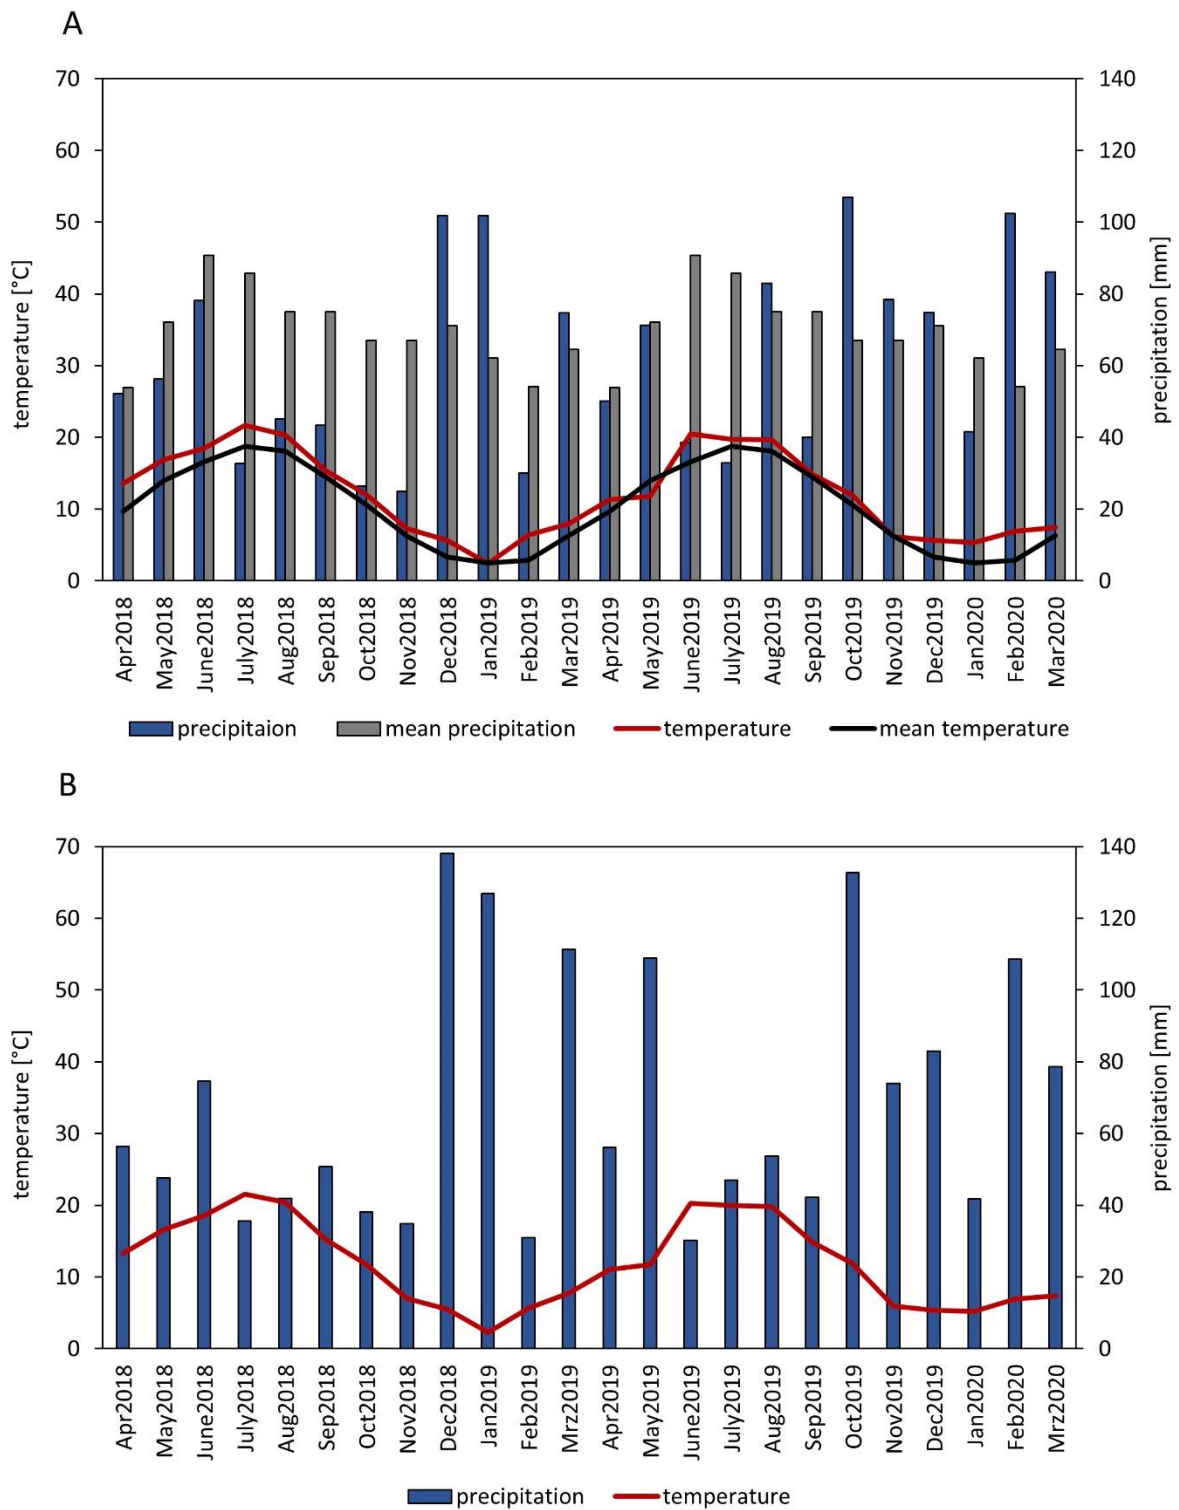 A
70 140
60 120
50 100
40 80
30 60
20 40
10 20
0 0
temperature [°C]
precipitation [mm]
Apr2018 May2018 June2018 July2018 Aug2018 Sep2018 Oct2018 Nov2018 Dec2018 Jan2019 Feb2019 Mar2019 Apr2019 May2019 June2019 July2019 Aug2019 Sep2019 Oct2019 Nov2019 Dec2019 Jan2020 Feb2020 Mar2020
precipitaion mean precipitation temperature mean temperature
B
70 140
60 120
50 100
40 80
30 60
20 40
10 20
0 0
temperature [°C]
precipitation [mm]
Apr2018 May2018 June2018 July2018 Aug2018 Sep2018 Oct2018 Nov2018 Dec2018 Jan2019 Feb2019 Mrz2019 Apr2019 May2019 June2019 July2019 Aug2019 Sep2019 Oct2019 Nov2019 Dec2019 Jan2020 Feb2020 Mrz2020
precipitation temperature